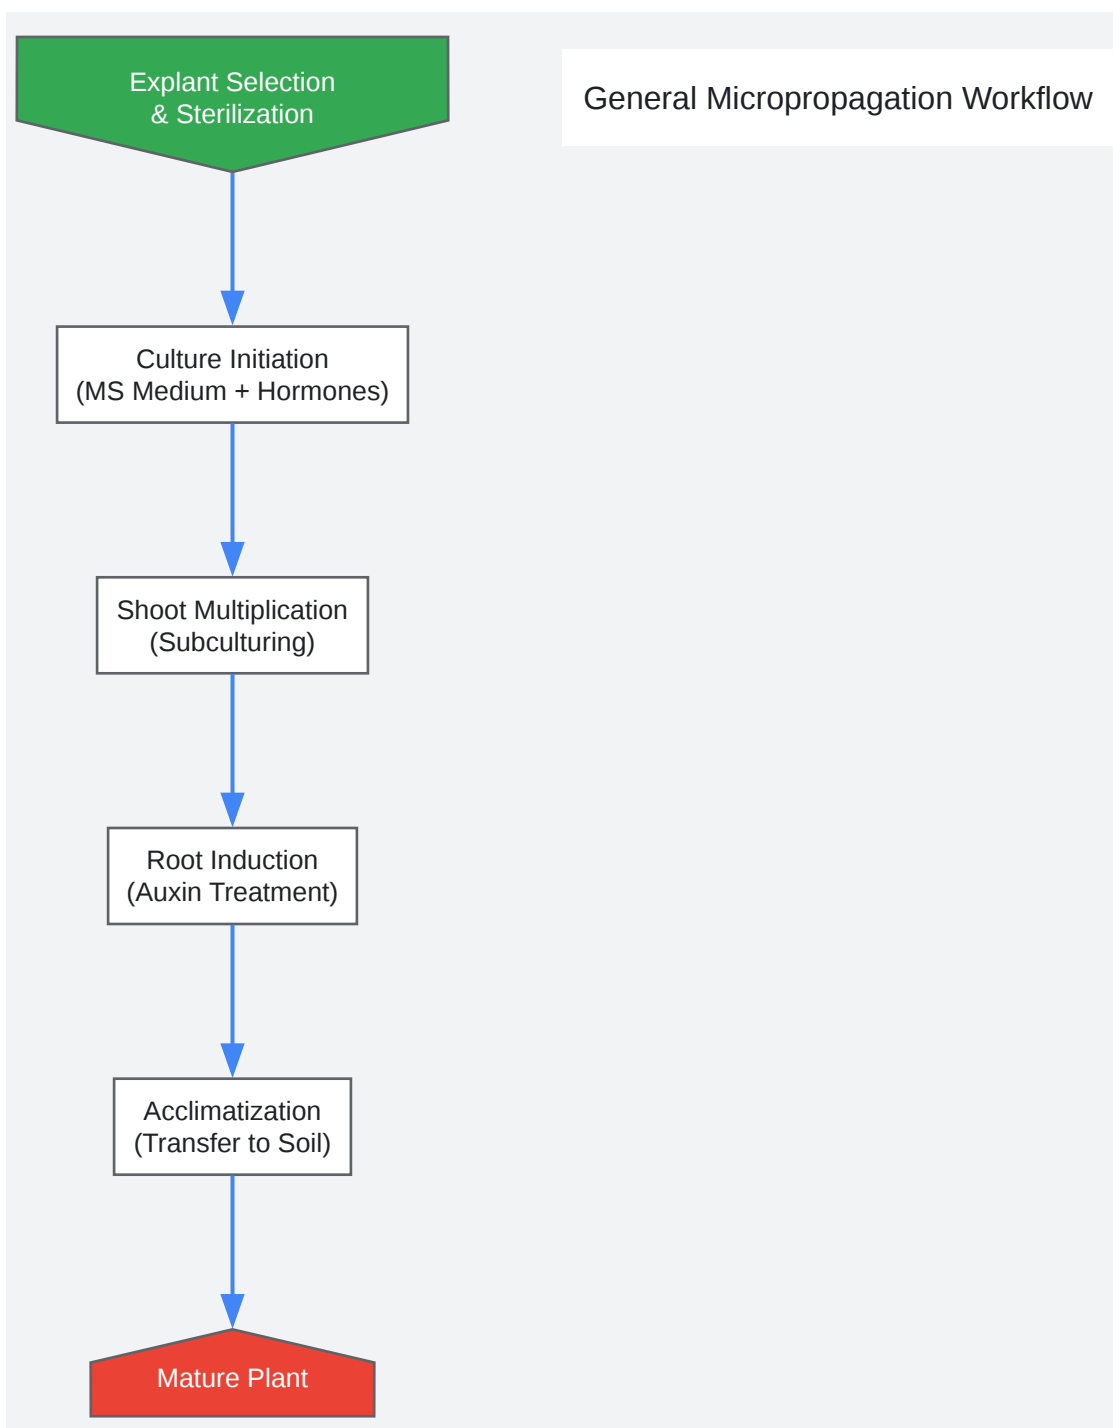 General Micropropagation Workflow
Explant Selection
& Sterilization
Culture Initiation
(MS Medium + Hormones)
Shoot Multiplication
(Subculturing)
Root Induction
(Auxin Treatment)
Acclimatization
(Transfer to Soil)
Mature Plant